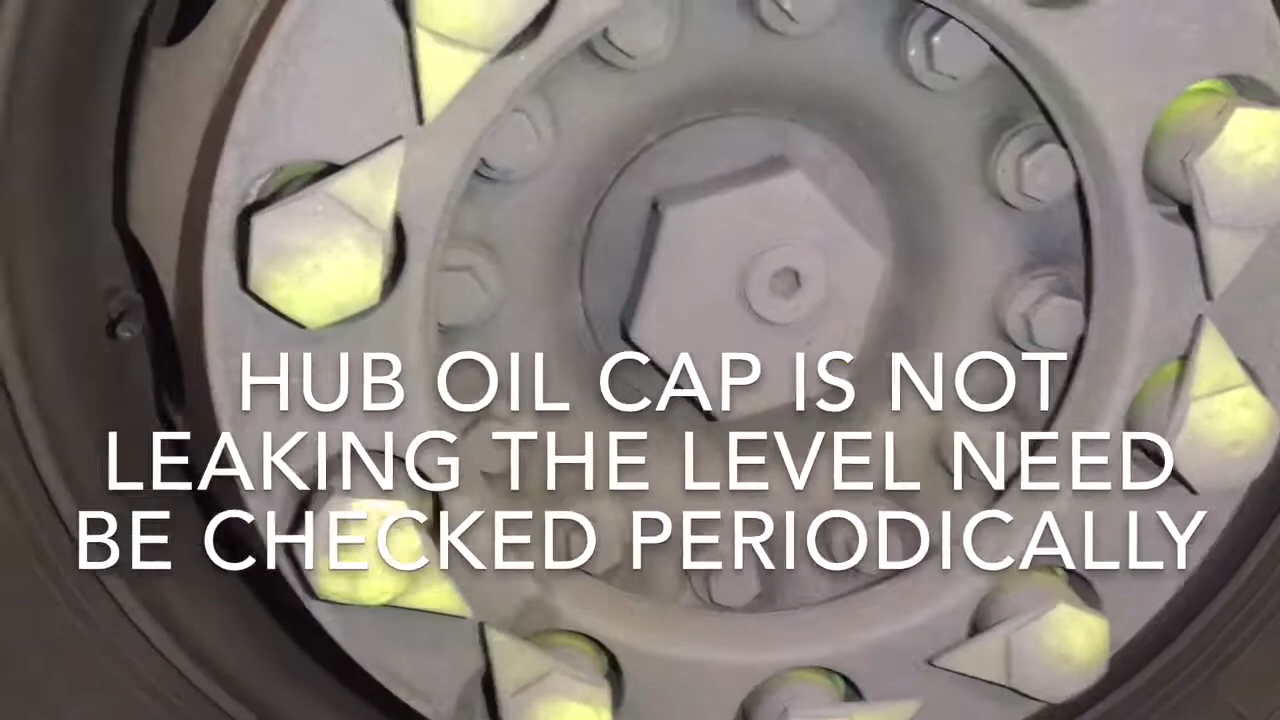 HUB OIL CAP IS NOT
LEAKING THE LEVEL NEED
BE CHECKED PERIODICALLY